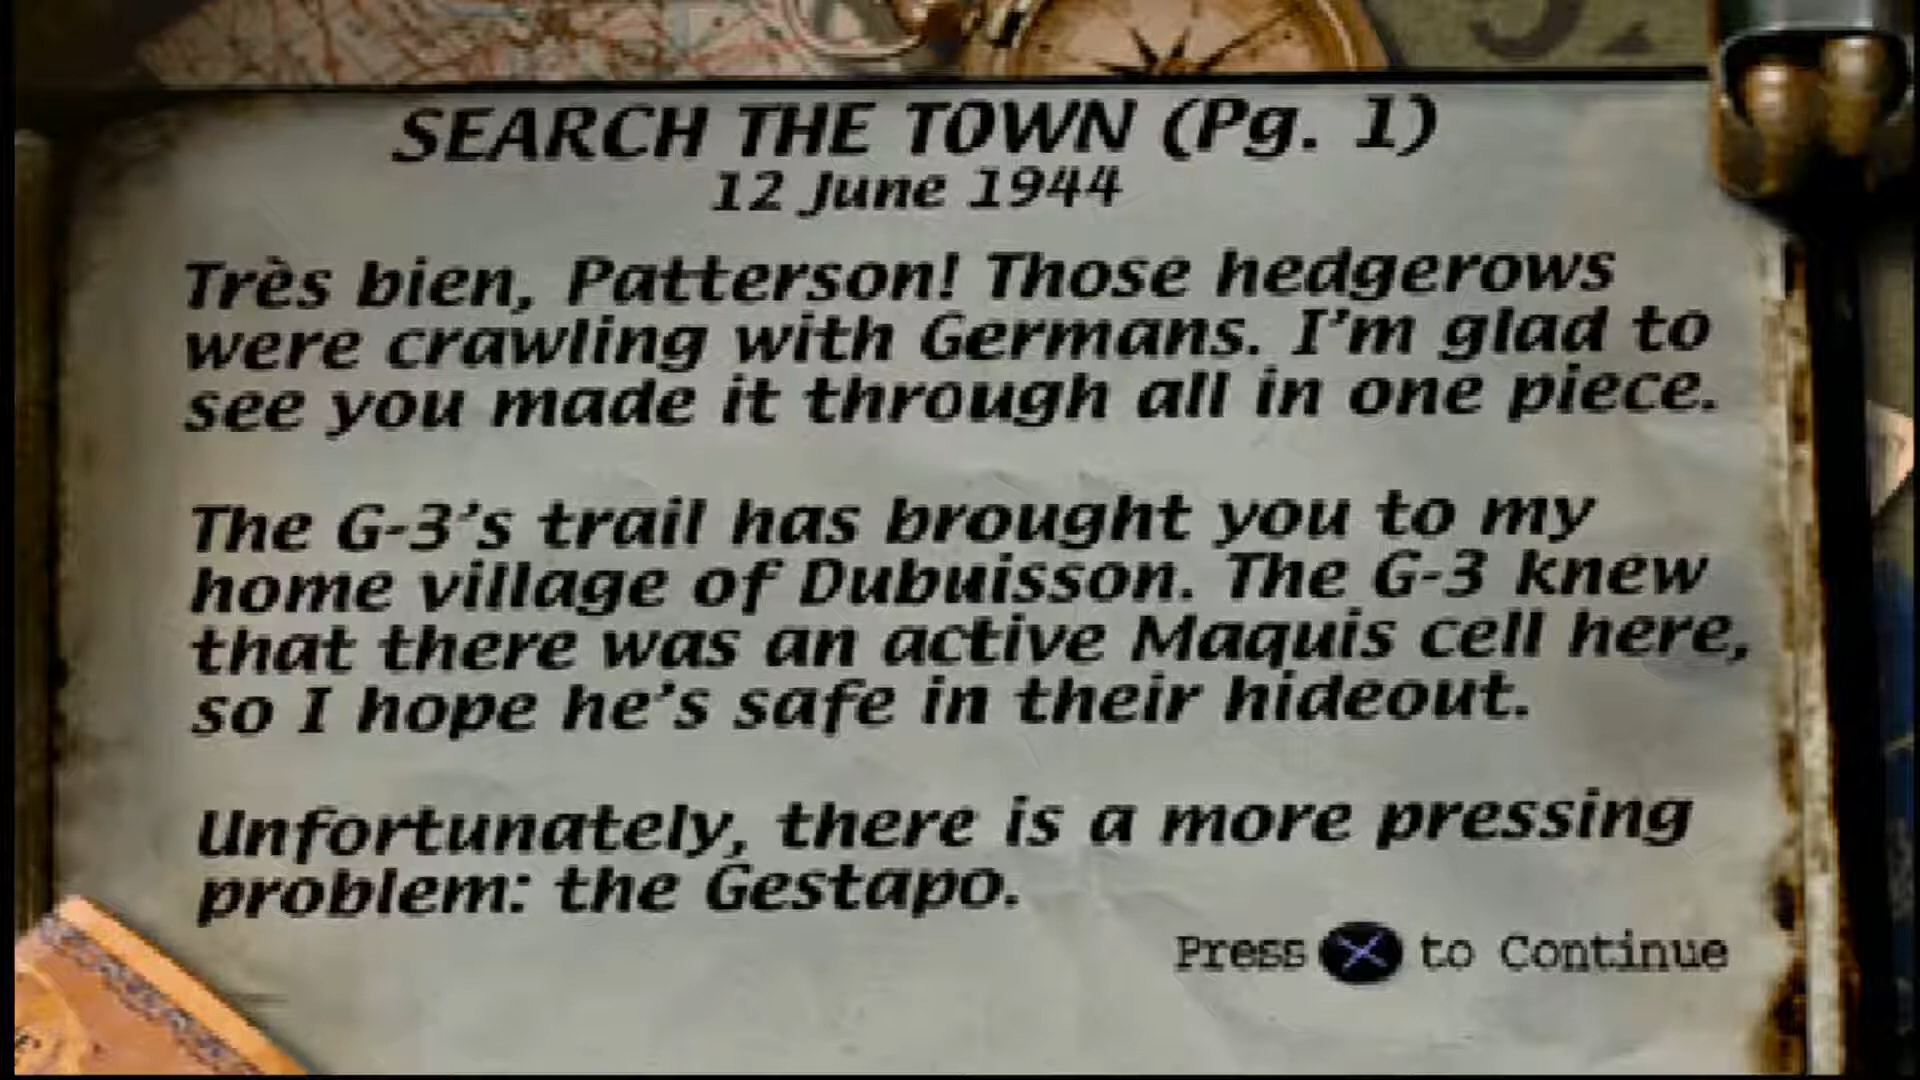 SEARCH THE TOWN (Pg. 1)
12 June 1944
Très bien, Patterson! Those hedgerows
were crawling with Germans. I'm glad to
see you made it through all in one piece.
The G-3's trail has brought you to my
home village of Dubuisson. The G-3 knew
that there was an active Maquis cell here,
so I hope he's safe in their hideout.
Unfortunately, there is a more pressing
problem: the Gestapo.
Press X to Continue